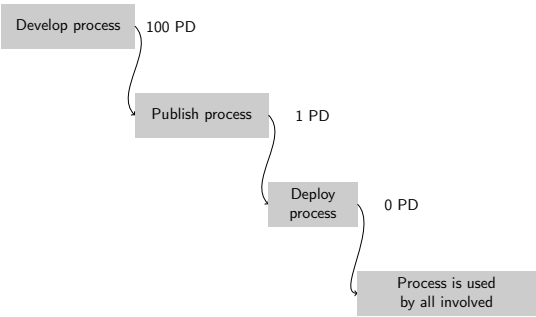 Develop process
100 PD
Publish process
1 PD
Deploy
process
0 PD
Process is used
by all involved